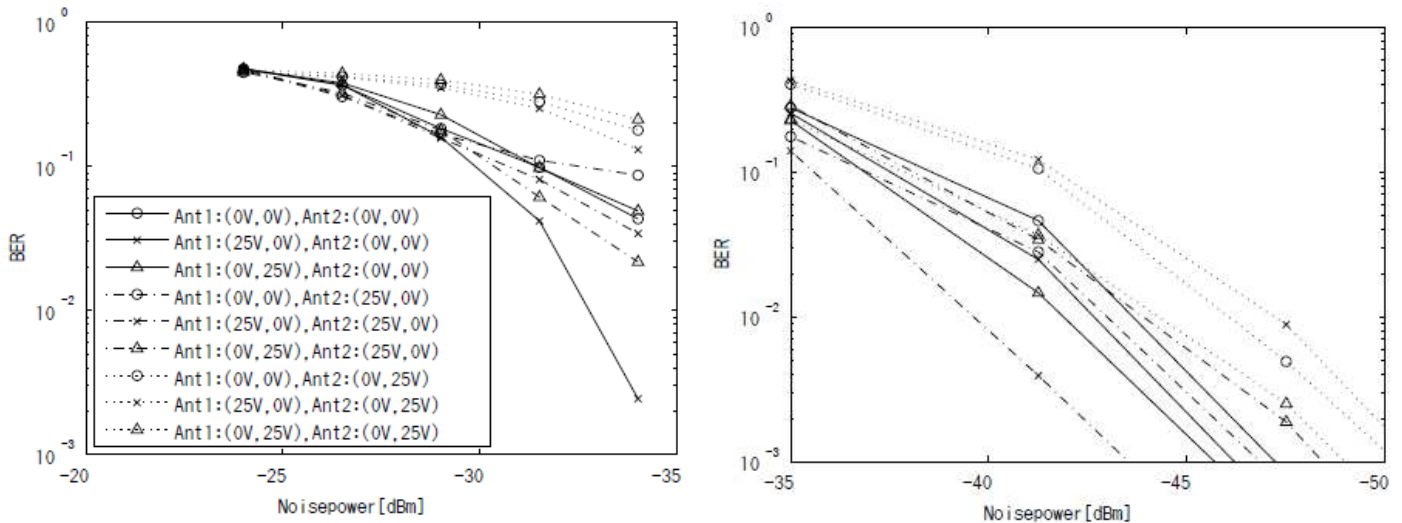 10^0
10^-1
10^-2
10^-3
BER
Ant1:(0V,0V),Ant2:(0V,0V)
Ant1:(25V,0V),Ant2:(0V,0V)
Ant1:(0V,25V),Ant2:(0V,0V)
Ant1:(0V,0V),Ant2:(25V,0V)
Ant1:(25V,0V),Ant2:(25V,0V)
Ant1:(0V,25V),Ant2:(25V,0V)
Ant1:(0V,0V),Ant2:(0V,25V)
Ant1:(25V,0V),Ant2:(0V,25V)
Ant1:(0V,25V),Ant2:(0V,25V)
-20 -25 -30 -35
Noisepower[dBm]
10^0
10^-1
10^-2
10^-3
BER
-35 -40 -45 -50
Noisepower[dBm]